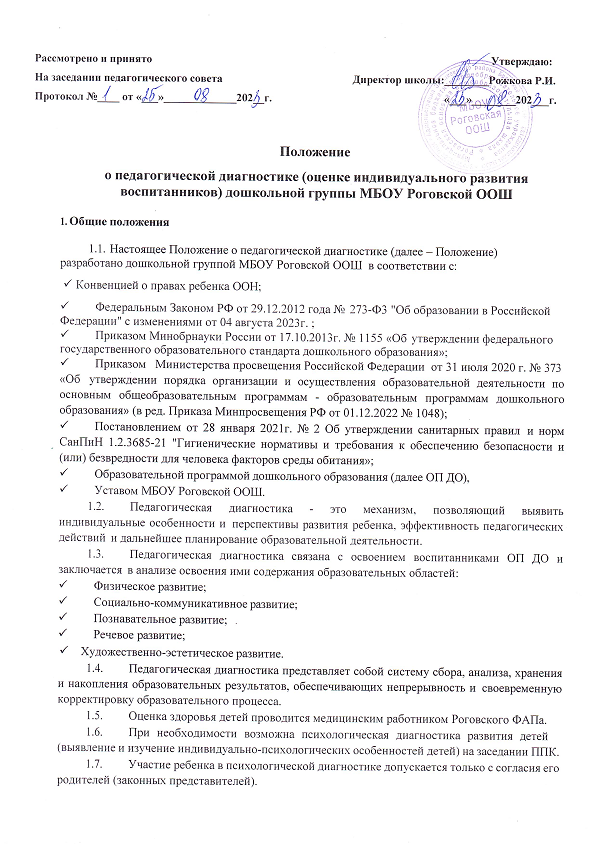 Рассмотрено и принято
Утверждаю:
На заседании педагогического совета
Директор школы: Рожкова Р.И.
Протокол № 1 от «25» 08 2023 г.
«25» 08 2023 г.
МБОУ
Роговская
ООШ
Положение
о педагогической диагностике (оценке индивидуального развития
воспитанников) дошкольной группы МБОУ Роговской ООШ
1. Общие положения
1.1. Настоящее Положение о педагогической диагностике (далее – Положение)
разработано дошкольной группой МБОУ Роговской ООШ в соответствии с:
✓ Конвенцией о правах ребенка ООН;
✓ Федеральным Законом РФ от 29.12.2012 года № 273-ФЗ "Об образовании в Российской
Федерации" с изменениями от 04 августа 2023г. ;
✓ Приказом Минобрнауки России от 17.10.2013г. № 1155 «Об утверждении федерального
государственного образовательного стандарта дошкольного образования»;
✓ Приказом Министерства просвещения Российской Федерации от 31 июля 2020 г. № 373
«Об утверждении порядка организации и осуществления образовательной деятельности по
основным общеобразовательным программам - образовательным программам дошкольного
образования» (в ред. Приказа Минпросвещения РФ от 01.12.2022 № 1048);
✓ Постановлением от 28 января 2021г. № 2 Об утверждении санитарных правил и норм
СанПиН 1.2.3685-21 "Гигиенические нормативы и требования к обеспечению безопасности и
(или) безвредности для человека факторов среды обитания»;
✓ Образовательной программой дошкольного образования (далее ОП ДО),
✓ Уставом МБОУ Роговской ООШ.
1.2. Педагогическая диагностика - это механизм, позволяющий выявить
индивидуальные особенности и перспективы развития ребенка, эффективность педагогических
действий и дальнейшее планирование образовательной деятельности.
1.3. Педагогическая диагностика связана с освоением воспитанниками ОП ДО и
заключается в анализе освоения ими содержания образовательных областей:
✓ Физическое развитие;
✓ Социально-коммуникативное развитие;
✓ Познавательное развитие;
✓ Речевое развитие;
✓ Художественно-эстетическое развитие.
1.4. Педагогическая диагностика представляет собой систему сбора, анализа, хранения
и накопления образовательных результатов, обеспечивающих непрерывность и своевременную
корректировку образовательного процесса.
1.5. Оценка здоровья детей проводится медицинским работником Роговского ФАПа.
1.6. При необходимости возможна психологическая диагностика развития детей
(выявление и изучение индивидуально-психологических особенностей детей) на заседании ППК.
1.7. Участие ребенка в психологической диагностике допускается только с согласия его
родителей (законных представителей).